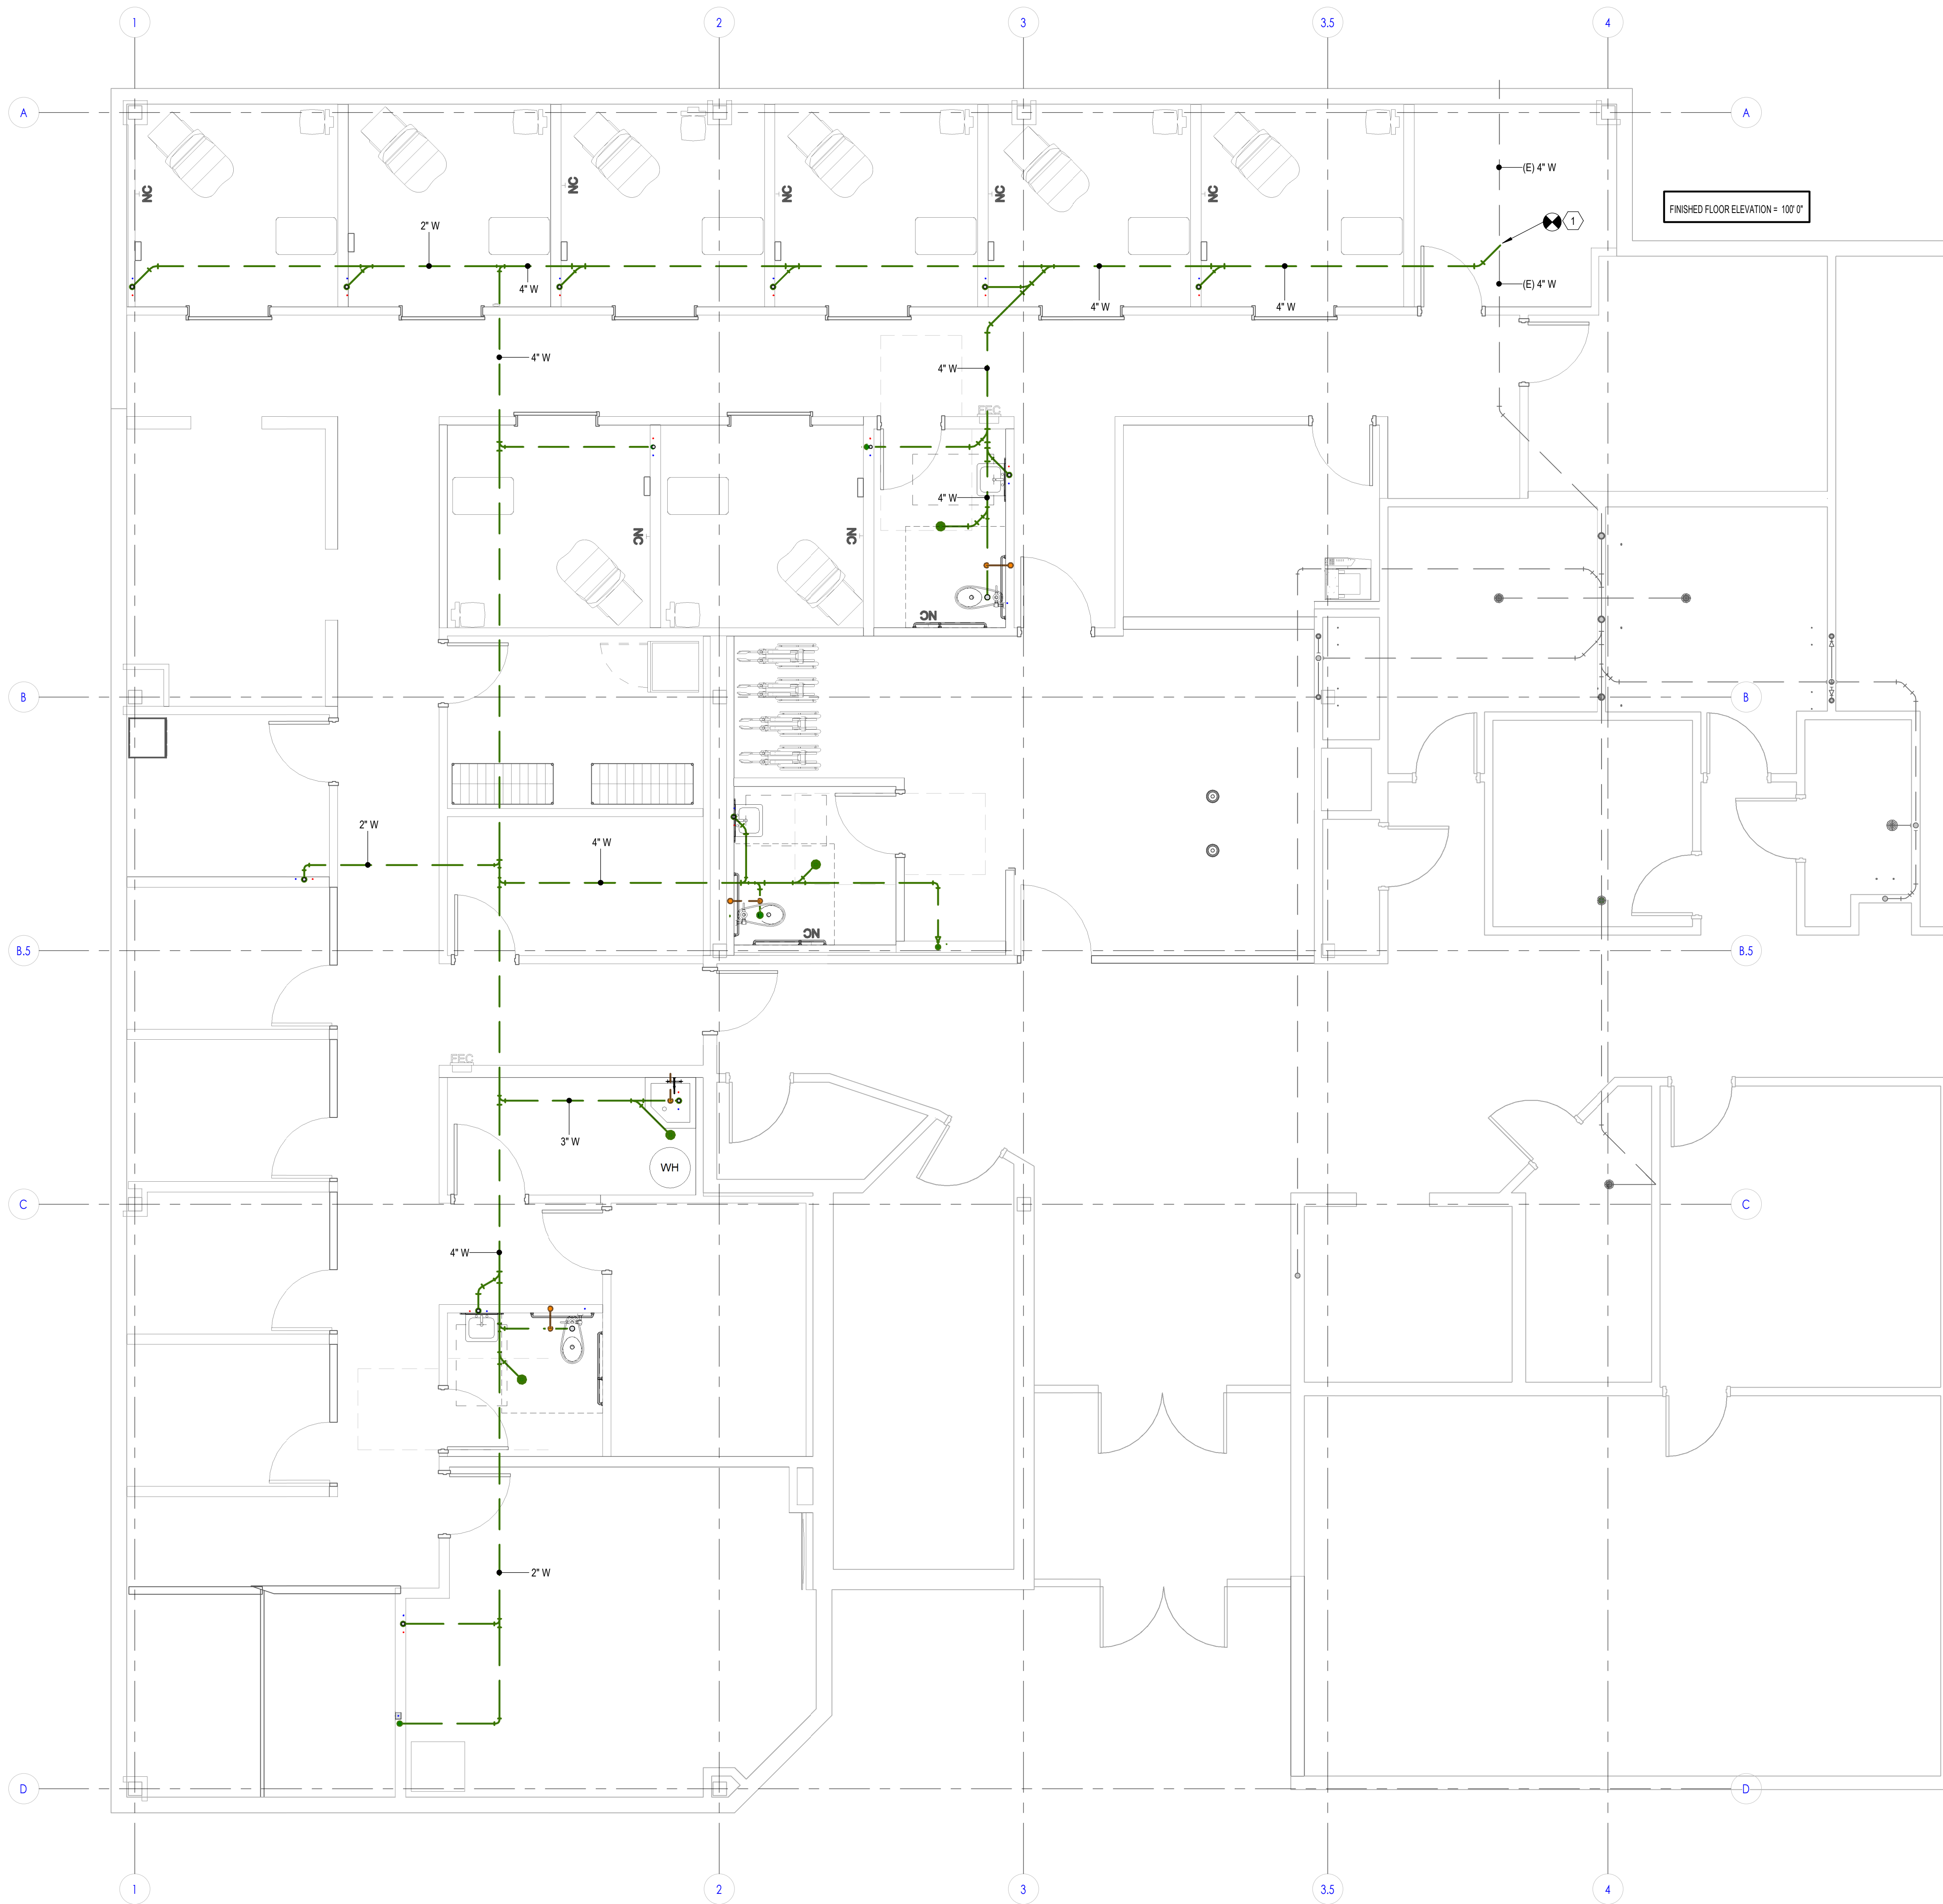 1
2
3
3.5
4
A
A
(E) 4" W
FINISHED FLOOR ELEVATION = 100' 0"
NC
NC
NC
NC
NC
1
2" W
4" W
(E) 4" W
4" W
4" W
4" W
4" W
FEC
4" W
NC
NC
NC
B
B
2" W
4" W
NC
B.5
B.5
FEC
3" W
WH
C
C
4" W
2" W
D
D
1
2
3
3.5
4